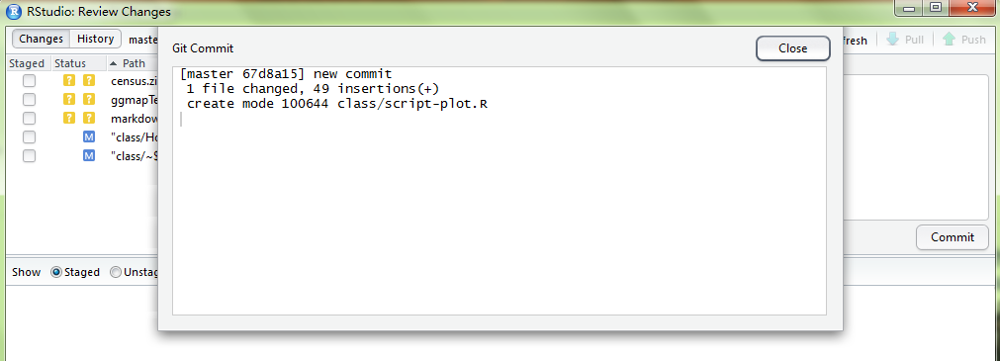 RStudio: Review Changes
Changes History maste
Git Commit
Close
fresh Pull Push
Staged Status Path
[master 67d8a15] new commit
1 file changed, 49 insertions(+)
create mode 100644 class/script-plot.R
? ? census.zi
? ? ggmapTe
? ? markdow
M "class/Ho
M "class/~$
Commit
Show Staged Unstag